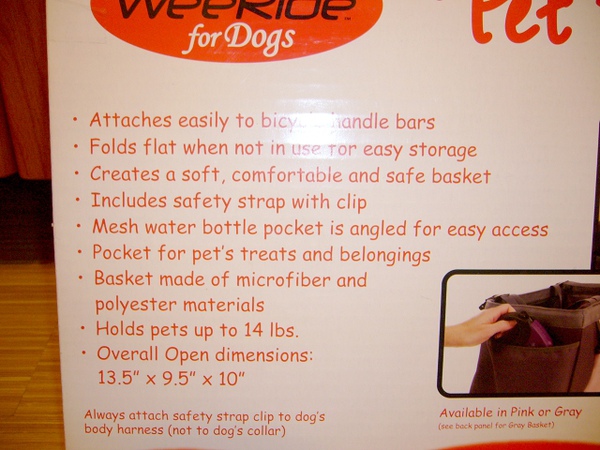 WeeRide™
for Dogs
Pet
• Attaches easily to bicycle handle bars
• Folds flat when not in use for easy storage
• Creates a soft, comfortable and safe basket
• Includes safety strap with clip
• Mesh water bottle pocket is angled for easy access
• Pocket for pet's treats and belongings
• Basket made of microfiber and
polyester materials
• Holds pets up to 14 lbs.
• Overall Open dimensions:
13.5" x 9.5" x 10"
Always attach safety strap clip to dog's
body harness (not to dog's collar)
Available in Pink or Gray
(see back panel for Gray Basket)